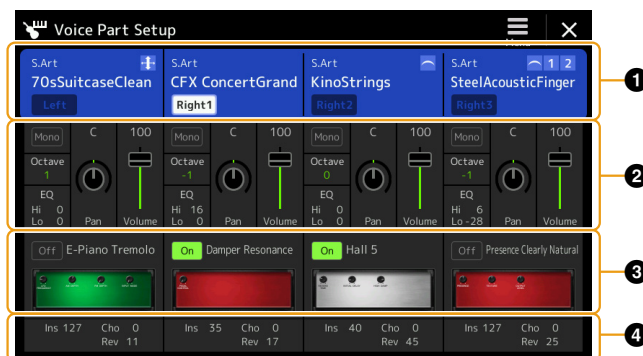 Voice Part Setup
S.Art S.Art S.Art S.Art 1 2
70sSuitcaseClean CFX ConcertGrand KinoStrings SteelAcousticFinger
Left Right1 Right2 Right3
1
Mono C 100 Mono C 100 Mono C 100 Mono C 100
Octave Octave Octave Octave
1 -1 0 -1
2
EQ EQ EQ EQ
Hi 0 Hi 16 Hi 0 Hi 6
Lo 0 Pan Volume Lo 0 Pan Volume Lo 0 Pan Volume Lo -28 Pan Volume
Off E-Piano Tremolo On Damper Resonance On Hall 5 Off Presence Clearly Natural
3
Ins 127 Cho 0 Ins 35 Cho 0 Ins 40 Cho 0 Ins 127 Cho 0
Rev 11 Rev 17 Rev 45 Rev 25
4